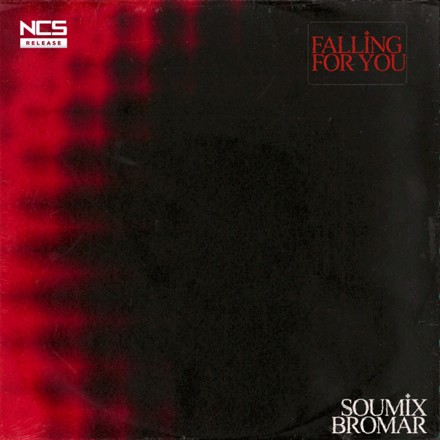 NCS
RELEASE
FALLING
FOR YOU
SOUMIX
BROMAR